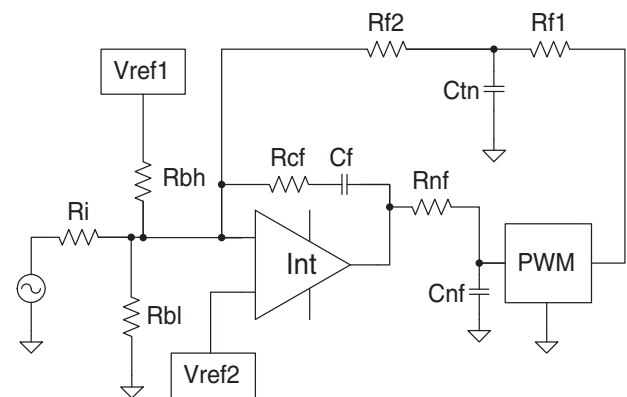 Rf2
Rf1
Vref1
Ctn
Rbh
Rcf
Cf
Rnf
Ri
Int
PWM
Cnf
Rbl
Vref2